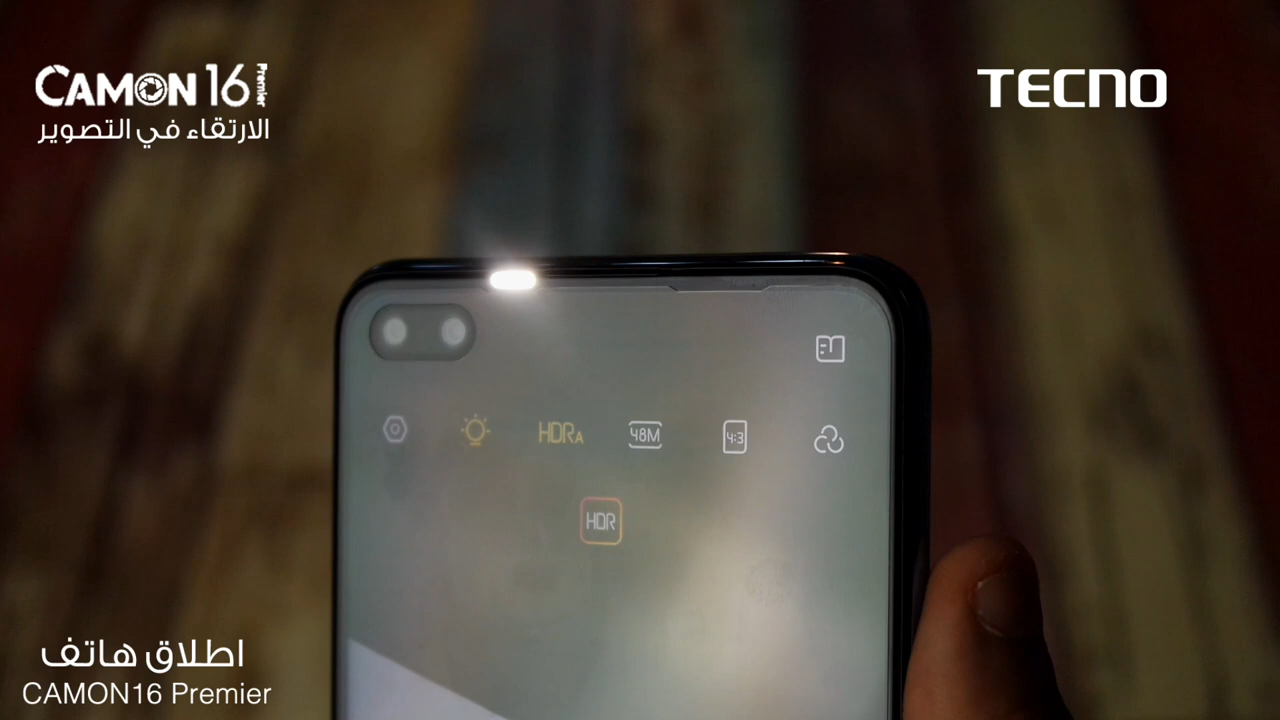 CAMON 16 Premier
الارتقاء في التصوير
TECNO
HDRA
48M
4:3
HDR
اطلاق هاتف
CAMON16 Premier